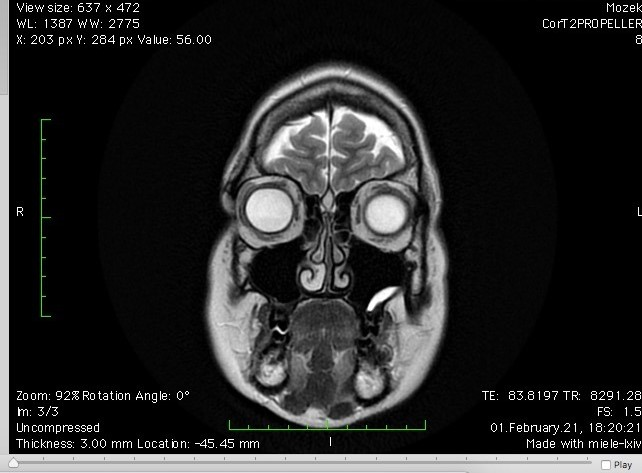 View size: 637 x 472
WL: 1387 WW: 2775
X: 203 px Y: 284 px Value: 56.00
Mozek
CorT2PROPELLER
8
R
L
Zoom: 92% Rotation Angle: 0°
Im: 3/3
Uncompressed
Thickness: 3.00 mm Location: -45.45 mm
I
TE: 83.8197 TR: 8291.28
FS: 1.5
01.February.21, 18:20:21
Made with miele-lxiv
Play